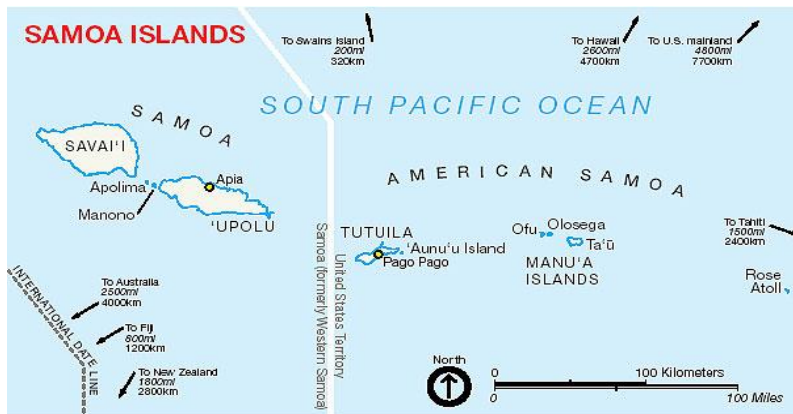 SAMOA ISLANDS
To Swains Island
200mi
320km
To Hawaii
2600mi
4700km
To U.S. mainland
4800mi
7700km
SOUTH PACIFIC OCEAN
SAMOA
SAVAI'I
AMERICAN SAMOA
Apia
Apolima
Manono
'UPOLU
TUTUILA
'Aunu'u Island
Pago Pago
Ofu
Olosega
Ta'ū
MANU'A
ISLANDS
To Tahiti
1500mi
2400km
Rose
Atoll
United States Territory
Samoa (formerly Western Samoa)
INTERNATIONAL DATE LINE
To Australia
2500mi
4000km
To Fiji
800mi
1200km
To New Zealand
1800mi
2800km
North
0
100 Kilometers
0
100 Miles